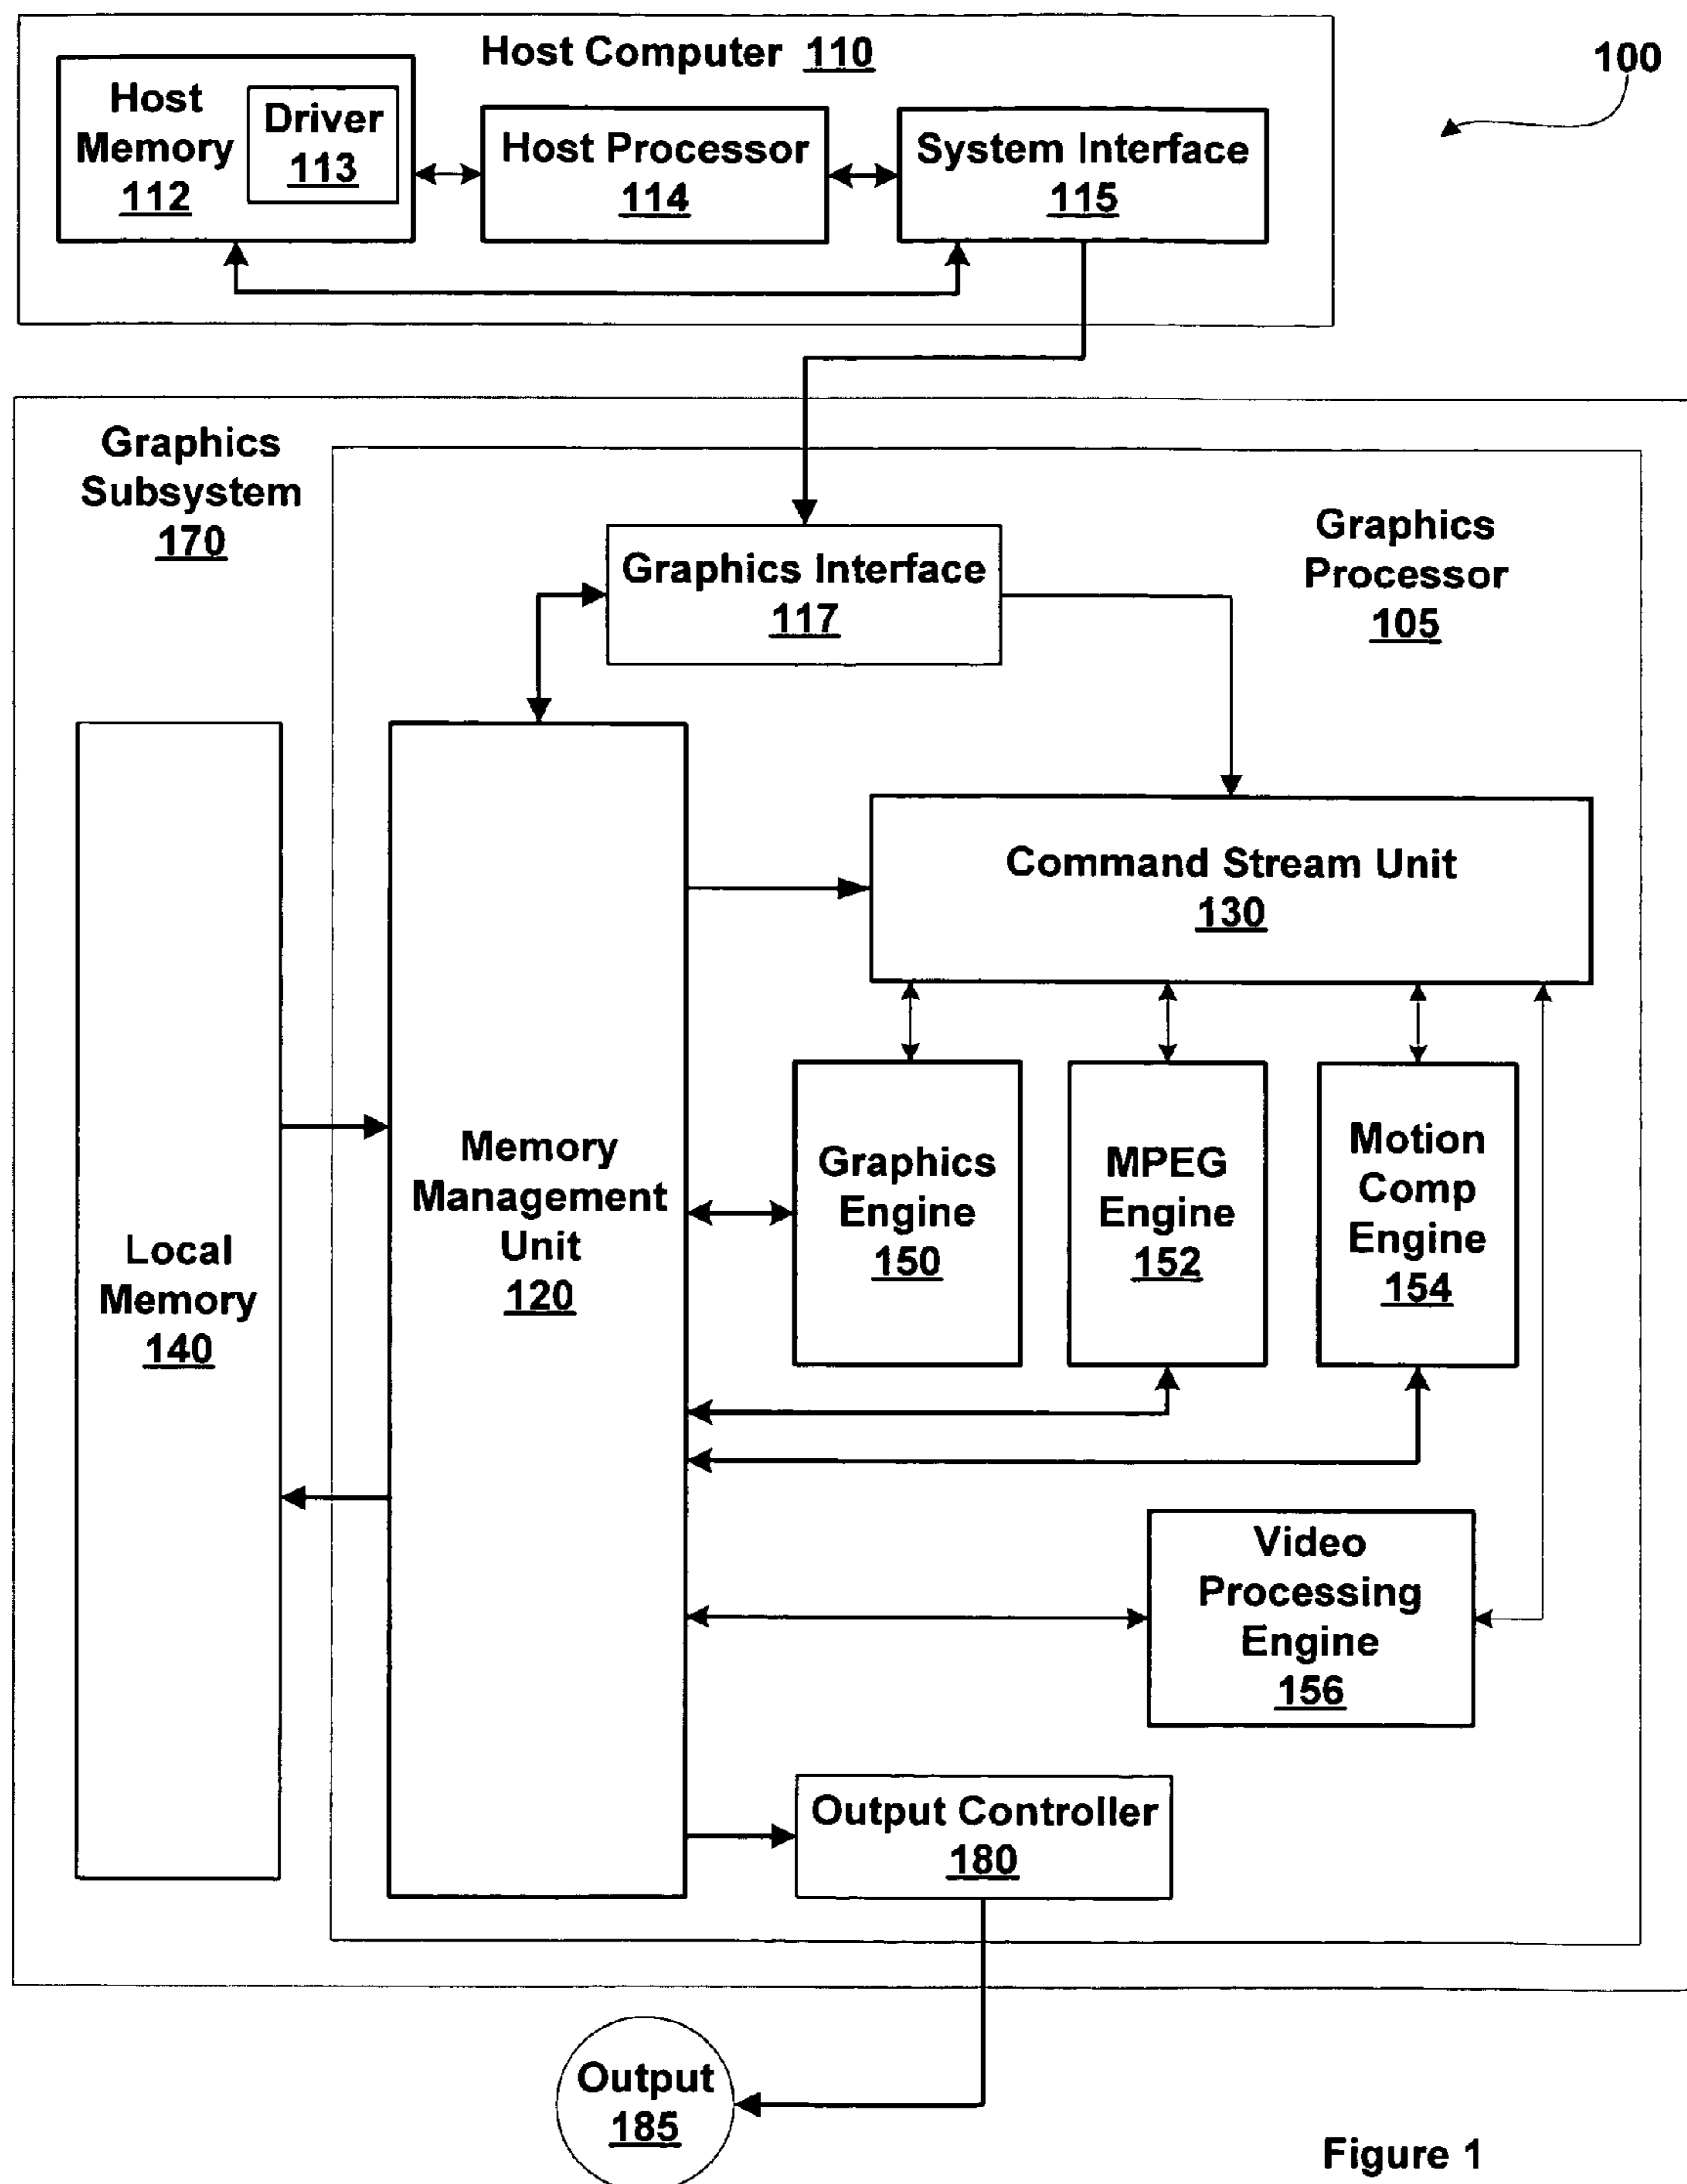 Host Computer 110
100
Host
Memory
112
Driver
113
Host Processor
114
System Interface
115
Graphics
Subsystem
170
Graphics
Processor
105
Graphics Interface
117
Command Stream Unit
130
Memory
Management
Unit
120
Local
Memory
140
Graphics
Engine
150
MPEG
Engine
152
Motion
Comp
Engine
154
Video
Processing
Engine
156
Output Controller
180
Output
185
Figure 1